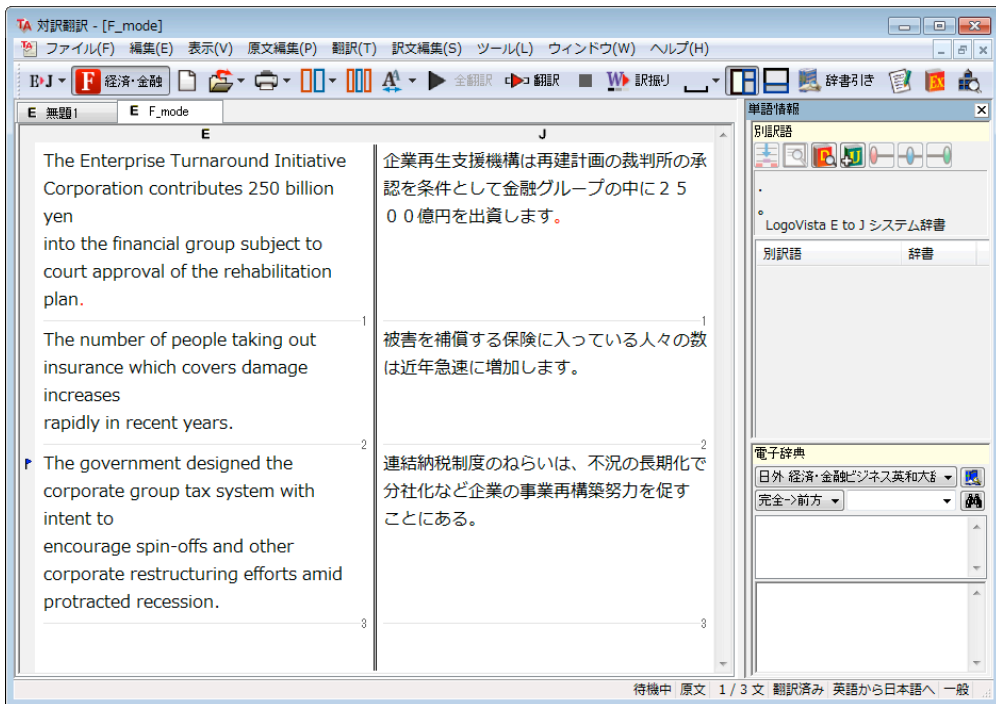 TA 対訳翻訳 - [F_mode]
ファイル(F) 編集(E) 表示(V) 原文編集(P) 翻訳(T) 訳文編集(S) ツール(L) ウィンドウ(W) ヘルプ(H)
E▸J F 経済・金融 全翻訳 翻訳 W 訳振り 辞書引き
E 無題1 E F_mode
E J
The Enterprise Turnaround Initiative
Corporation contributes 250 billion
yen
into the financial group subject to
court approval of the rehabilitation
plan.
1
企業再生支援機構は再建計画の裁判所の承
認を条件として金融グループの中に２５
００億円を出資します。
1
The number of people taking out
insurance which covers damage
increases
rapidly in recent years.
2
被害を補償する保険に入っている人々の数
は近年急速に増加します。
2
The government designed the
corporate group tax system with
intent to
encourage spin-offs and other
corporate restructuring efforts amid
protracted recession.
3
連結納税制度のねらいは、不況の長期化で
分社化など企業の事業再構築努力を促す
ことにある。
3
単語情報
別訳語
.
。
LogoVista E to J システム辞書
別訳語 辞書
電子辞典
日外 経済・金融ビジネス英和大
完全->前方
待機中 原文 1 / 3 文 翻訳済み 英語から日本語へ 一般